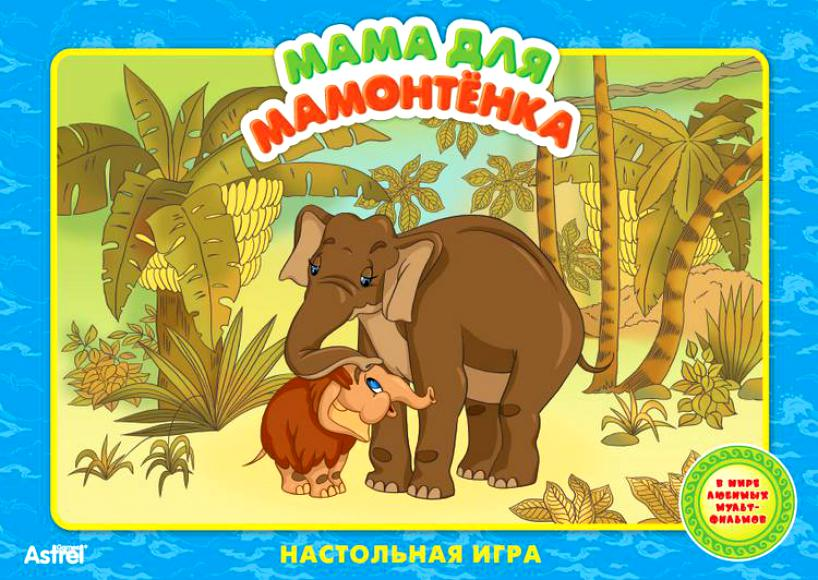 МАМА ДЛЯ
МАМОНТЁНКА
В МИРЕ
ЛЮБИМЫХ
МУЛЬТ-
ФИЛЬМОВ
Astrel
НАСТОЛЬНАЯ ИГРА